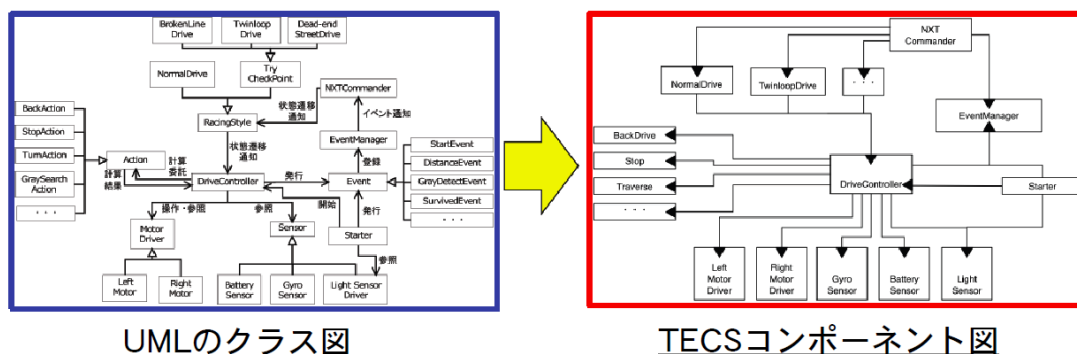 BrokenLine
Drive
Twinloop
Drive
Dead-end
StreetDrive
NormalDrive
Try
CheckPoint
NXTCommander
状態遷移
通知
イベント通知
BackAction
StopAction
TurnAction
GraySearch
Action
・・・
RacingStyle
状態遷移
通知
EventManager
登録
Action
計算
委託
計算
結果
DriveController
発行
Event
StartEvent
DistanceEvent
GrayDetectEvent
SurvivedEvent
・・・
操作・参照
参照
開始
発行
Motor
Driver
Sensor
Starter
参照
Left
Motor
Right
Motor
Battery
Sensor
Gyro
Sensor
Light Sensor
Driver
UMLのクラス図
NXT
Commander
NormalDrive
TwinloopDrive
・・・
EventManager
BackDrive
Stop
Traverse
・・・
DriveController
Starter
Left
Motor
Driver
Right
Motor
Driver
Gyro
Sensor
Battery
Sensor
Light
Sensor
TECSコンポーネント図